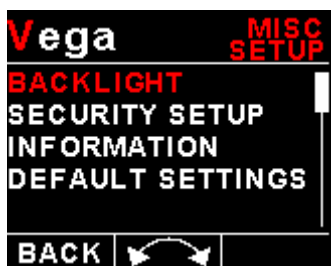 Vega
MISC
SETUP
BACKLIGHT
SECURITY SETUP
INFORMATION
DEFAULT SETTINGS
BACK